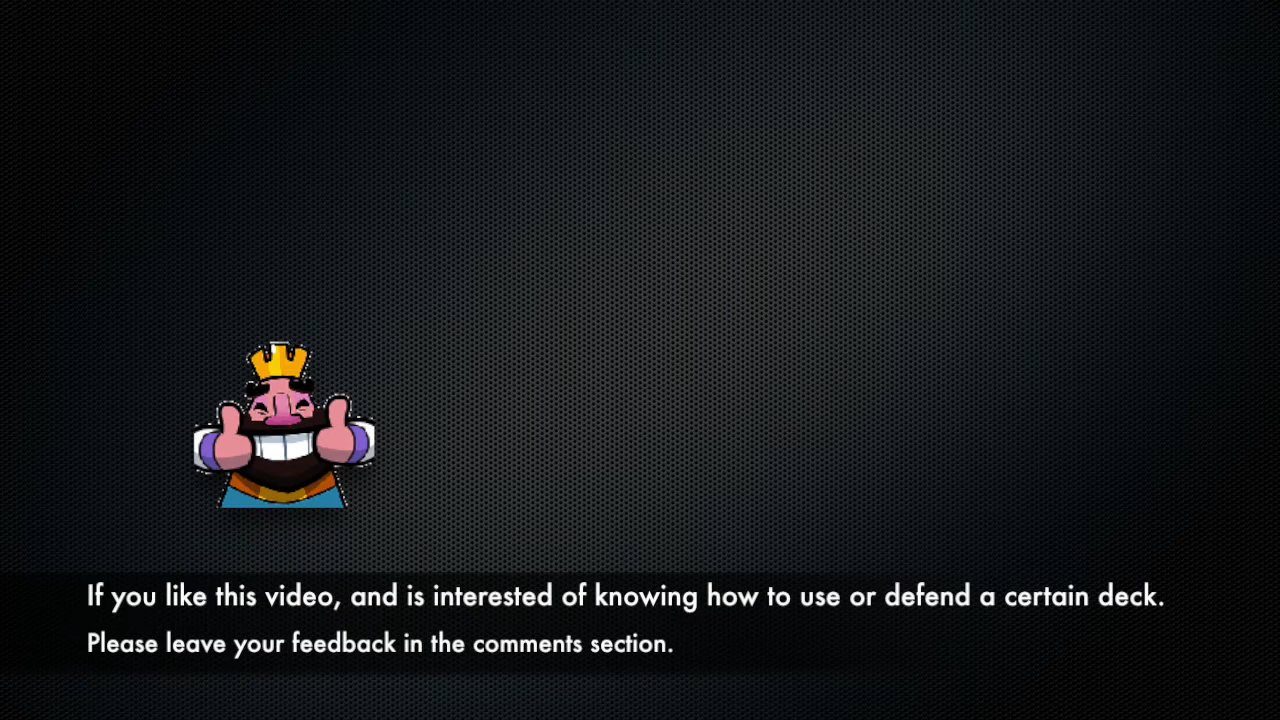 If you like this video, and is interested of knowing how to use or defend a certain deck.
Please leave your feedback in the comments section.